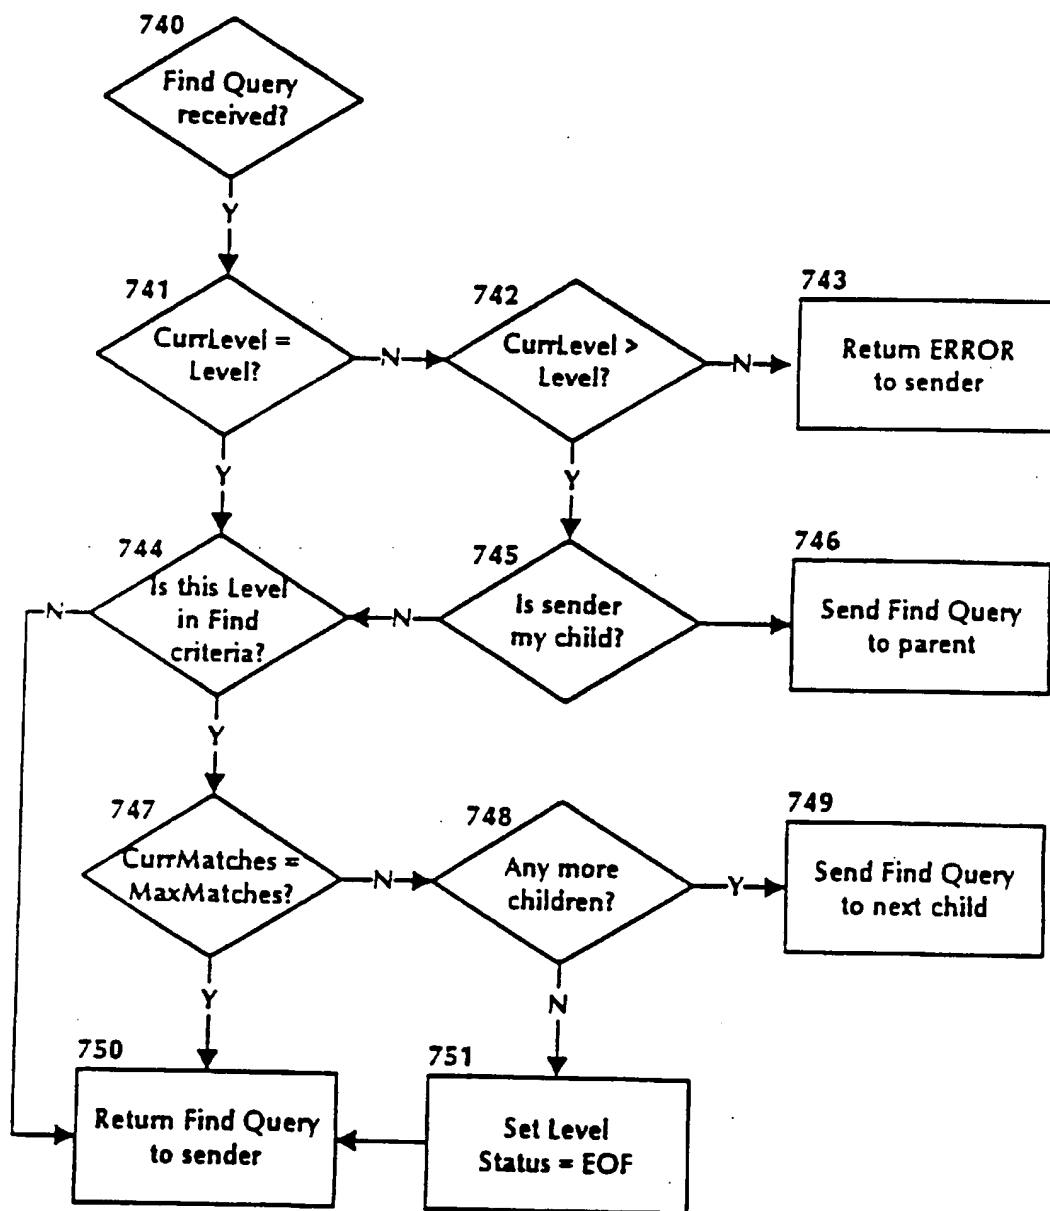 740
Find Query
received?
Y
741
CurrLevel =
Level?
N
742
CurrLevel >
Level?
N
743
Return ERROR
to sender
Y
Y
744
Is this Level
in Find
criteria?
N
N
745
Is sender
my child?
746
Send Find Query
to parent
Y
747
CurrMatches =
MaxMatches?
N
748
Any more
children?
Y
749
Send Find Query
to next child
Y
N
750
Return Find Query
to sender
751
Set Level
Status = EOF